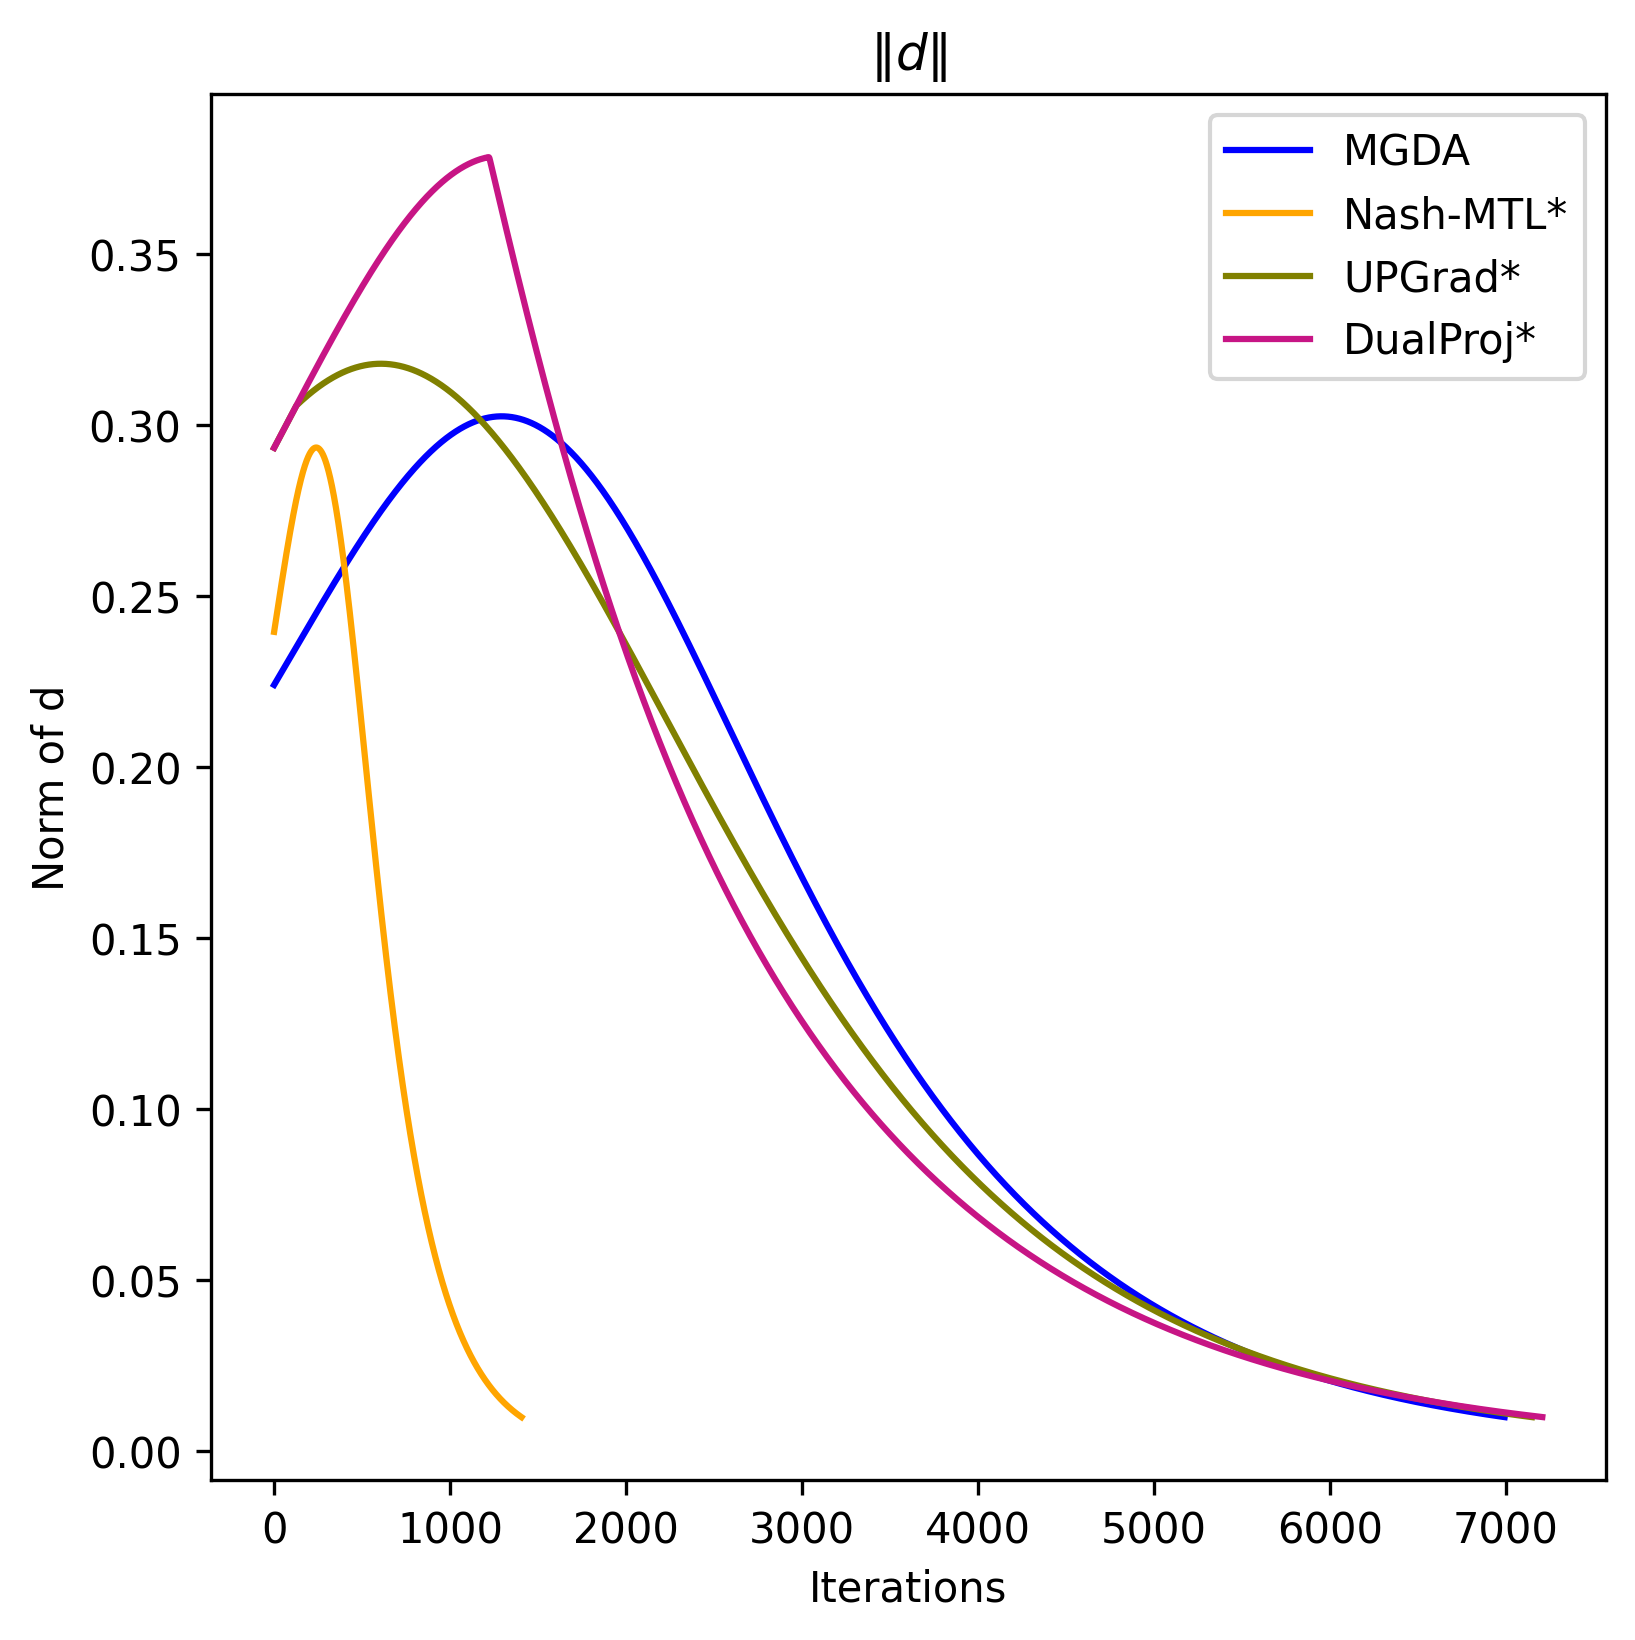 ‖d‖
MGDA
Nash-MTL*
UPGrad*
DualProj*
Norm of d
0.35
0.30
0.25
0.20
0.15
0.10
0.05
0.00
0 1000 2000 3000 4000 5000 6000 7000
Iterations